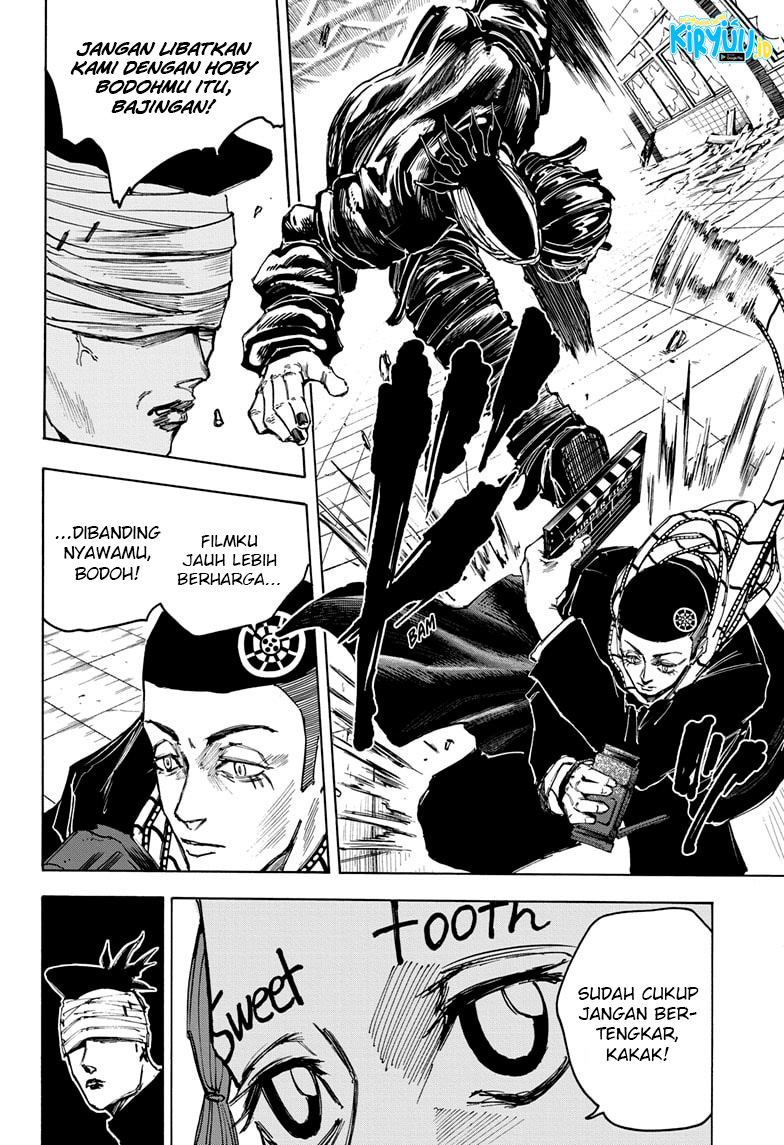 KiRYUU.iD
JANGAN LIBATKAN
KAMI DENGAN HOBY
BODOHMU ITU,
BAJINGAN!
BAM
FILMKU
JAUH LEBIH
BERHARGA...
...DIBANDING
NYAWAMU,
BODOH!
Sweet
tooth
SUDAH CUKUP
JANGAN BER-
TENGKAR,
KAKAK!